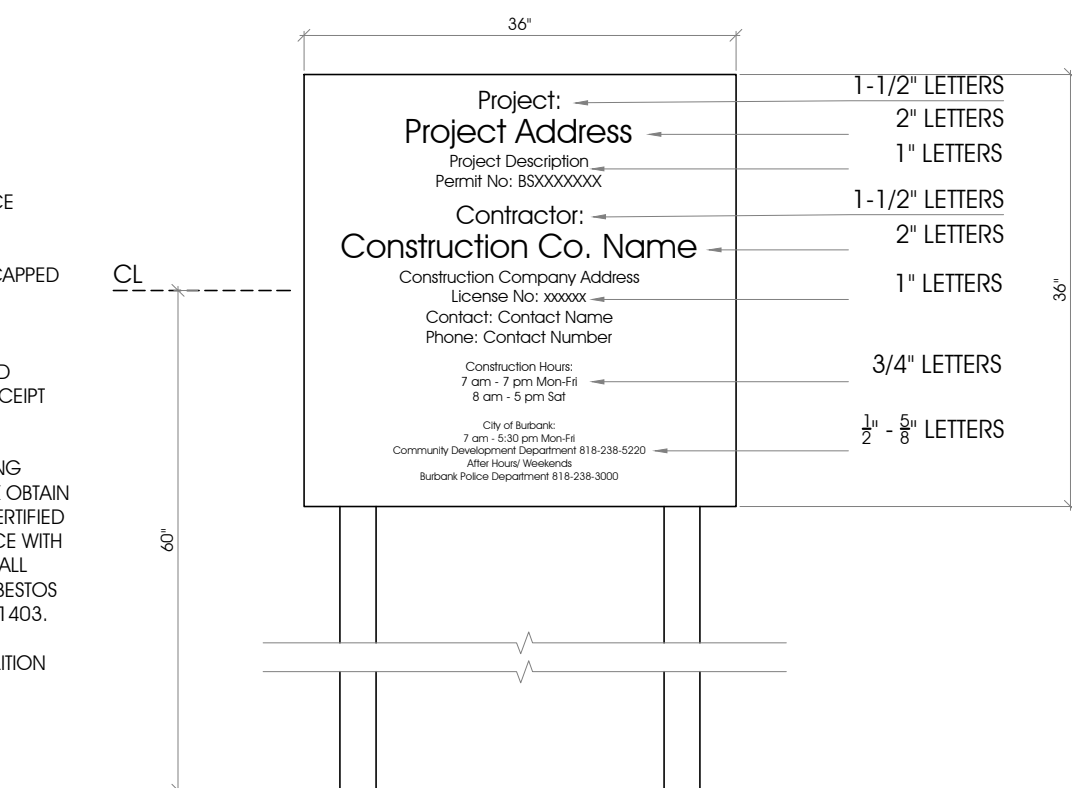 36"
Project:
Project Address
Project Description
Permit No: BSXXXXXXX
Contractor:
Construction Co. Name
Construction Company Address
License No: xxxxxx
Contact: Contact Name
Phone: Contact Number
Construction Hours:
7 am - 7 pm Mon-Fri
8 am - 5 pm Sat
City of Burbank:
7 am - 5:30 pm Mon-Fri
Community Development Department 818-238-5220
After Hours/ Weekends
Burbank Police Department 818-238-3000
1-1/2" LETTERS
2" LETTERS
1" LETTERS
1-1/2" LETTERS
2" LETTERS
1" LETTERS
3/4" LETTERS
1/2" - 5/8" LETTERS
36"
CL
60"
CE
CAPPED
D
CEIPT
NG
E OBTAIN
ERTIFIED
CE WITH
ALL
BESTOS
1403.
ITION